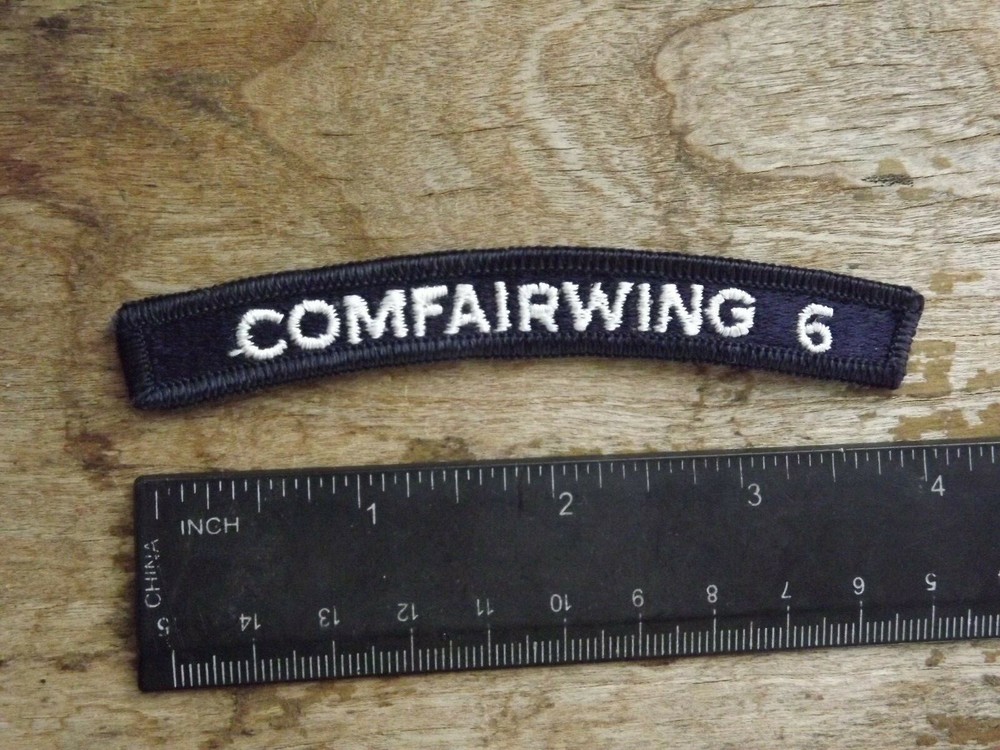 COMFAIRWING 6
1 2 3 4
INCH
CHINA
15 14 13 12 11 10 9 8 7 6 5